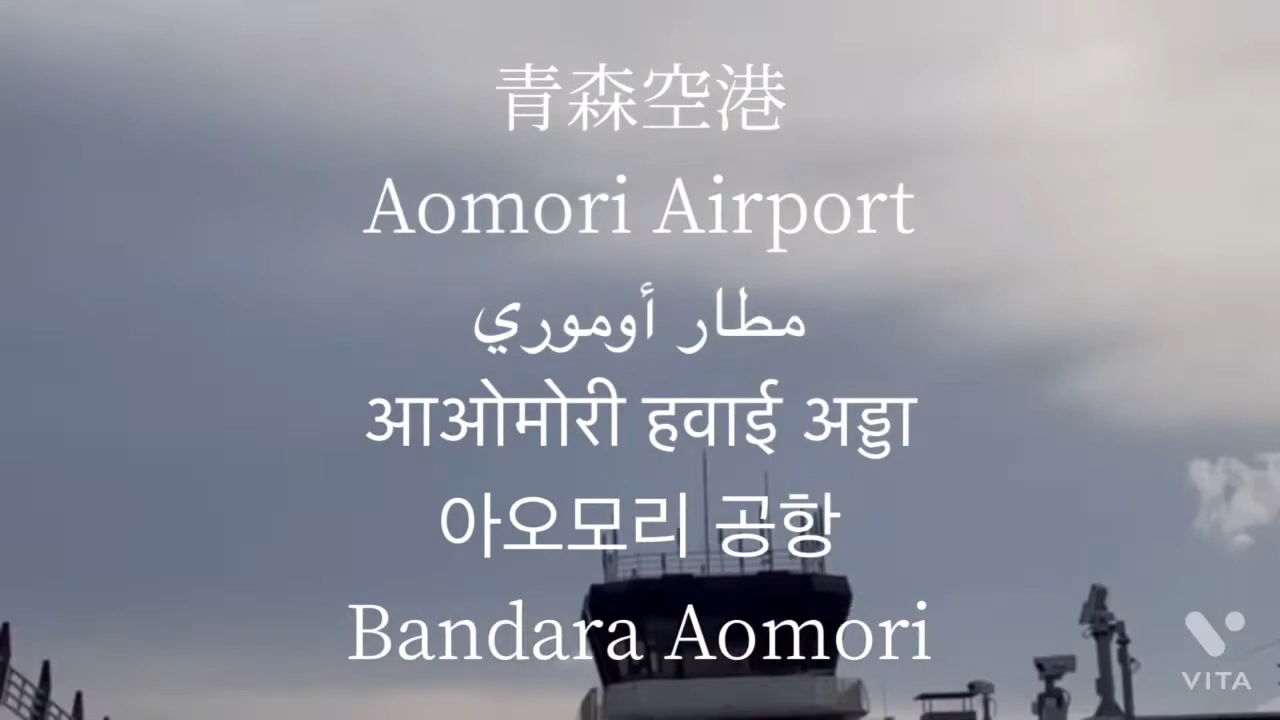 青森空港
Aomori Airport
مطار أوموري
आओमोरी हवाई अड्डा
아오모리 공항
Bandara Aomori
VITA